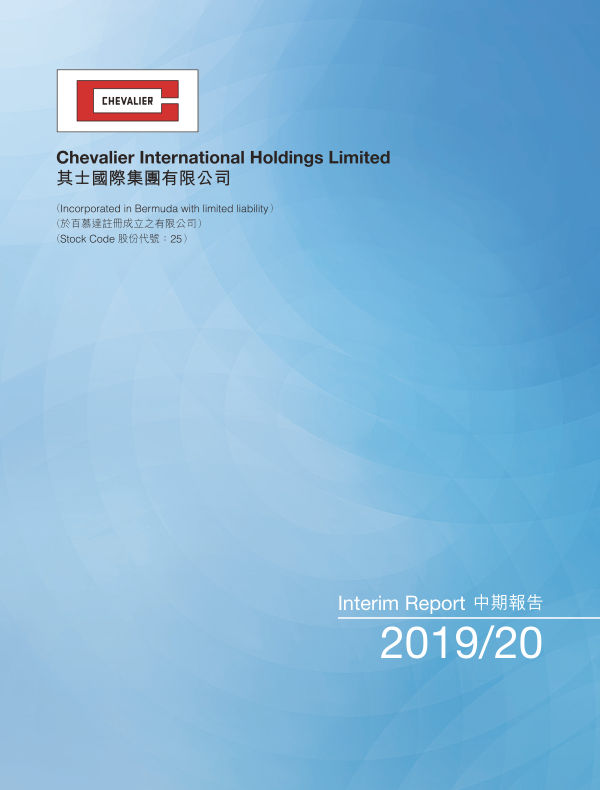 CHEVALIER
Chevalier International Holdings Limited
其士國際集團有限公司
(Incorporated in Bermuda with limited liability)
(於百慕達註冊成立之有限公司)
(Stock Code 股份代號：25)
Interim Report 中期報告
2019/20